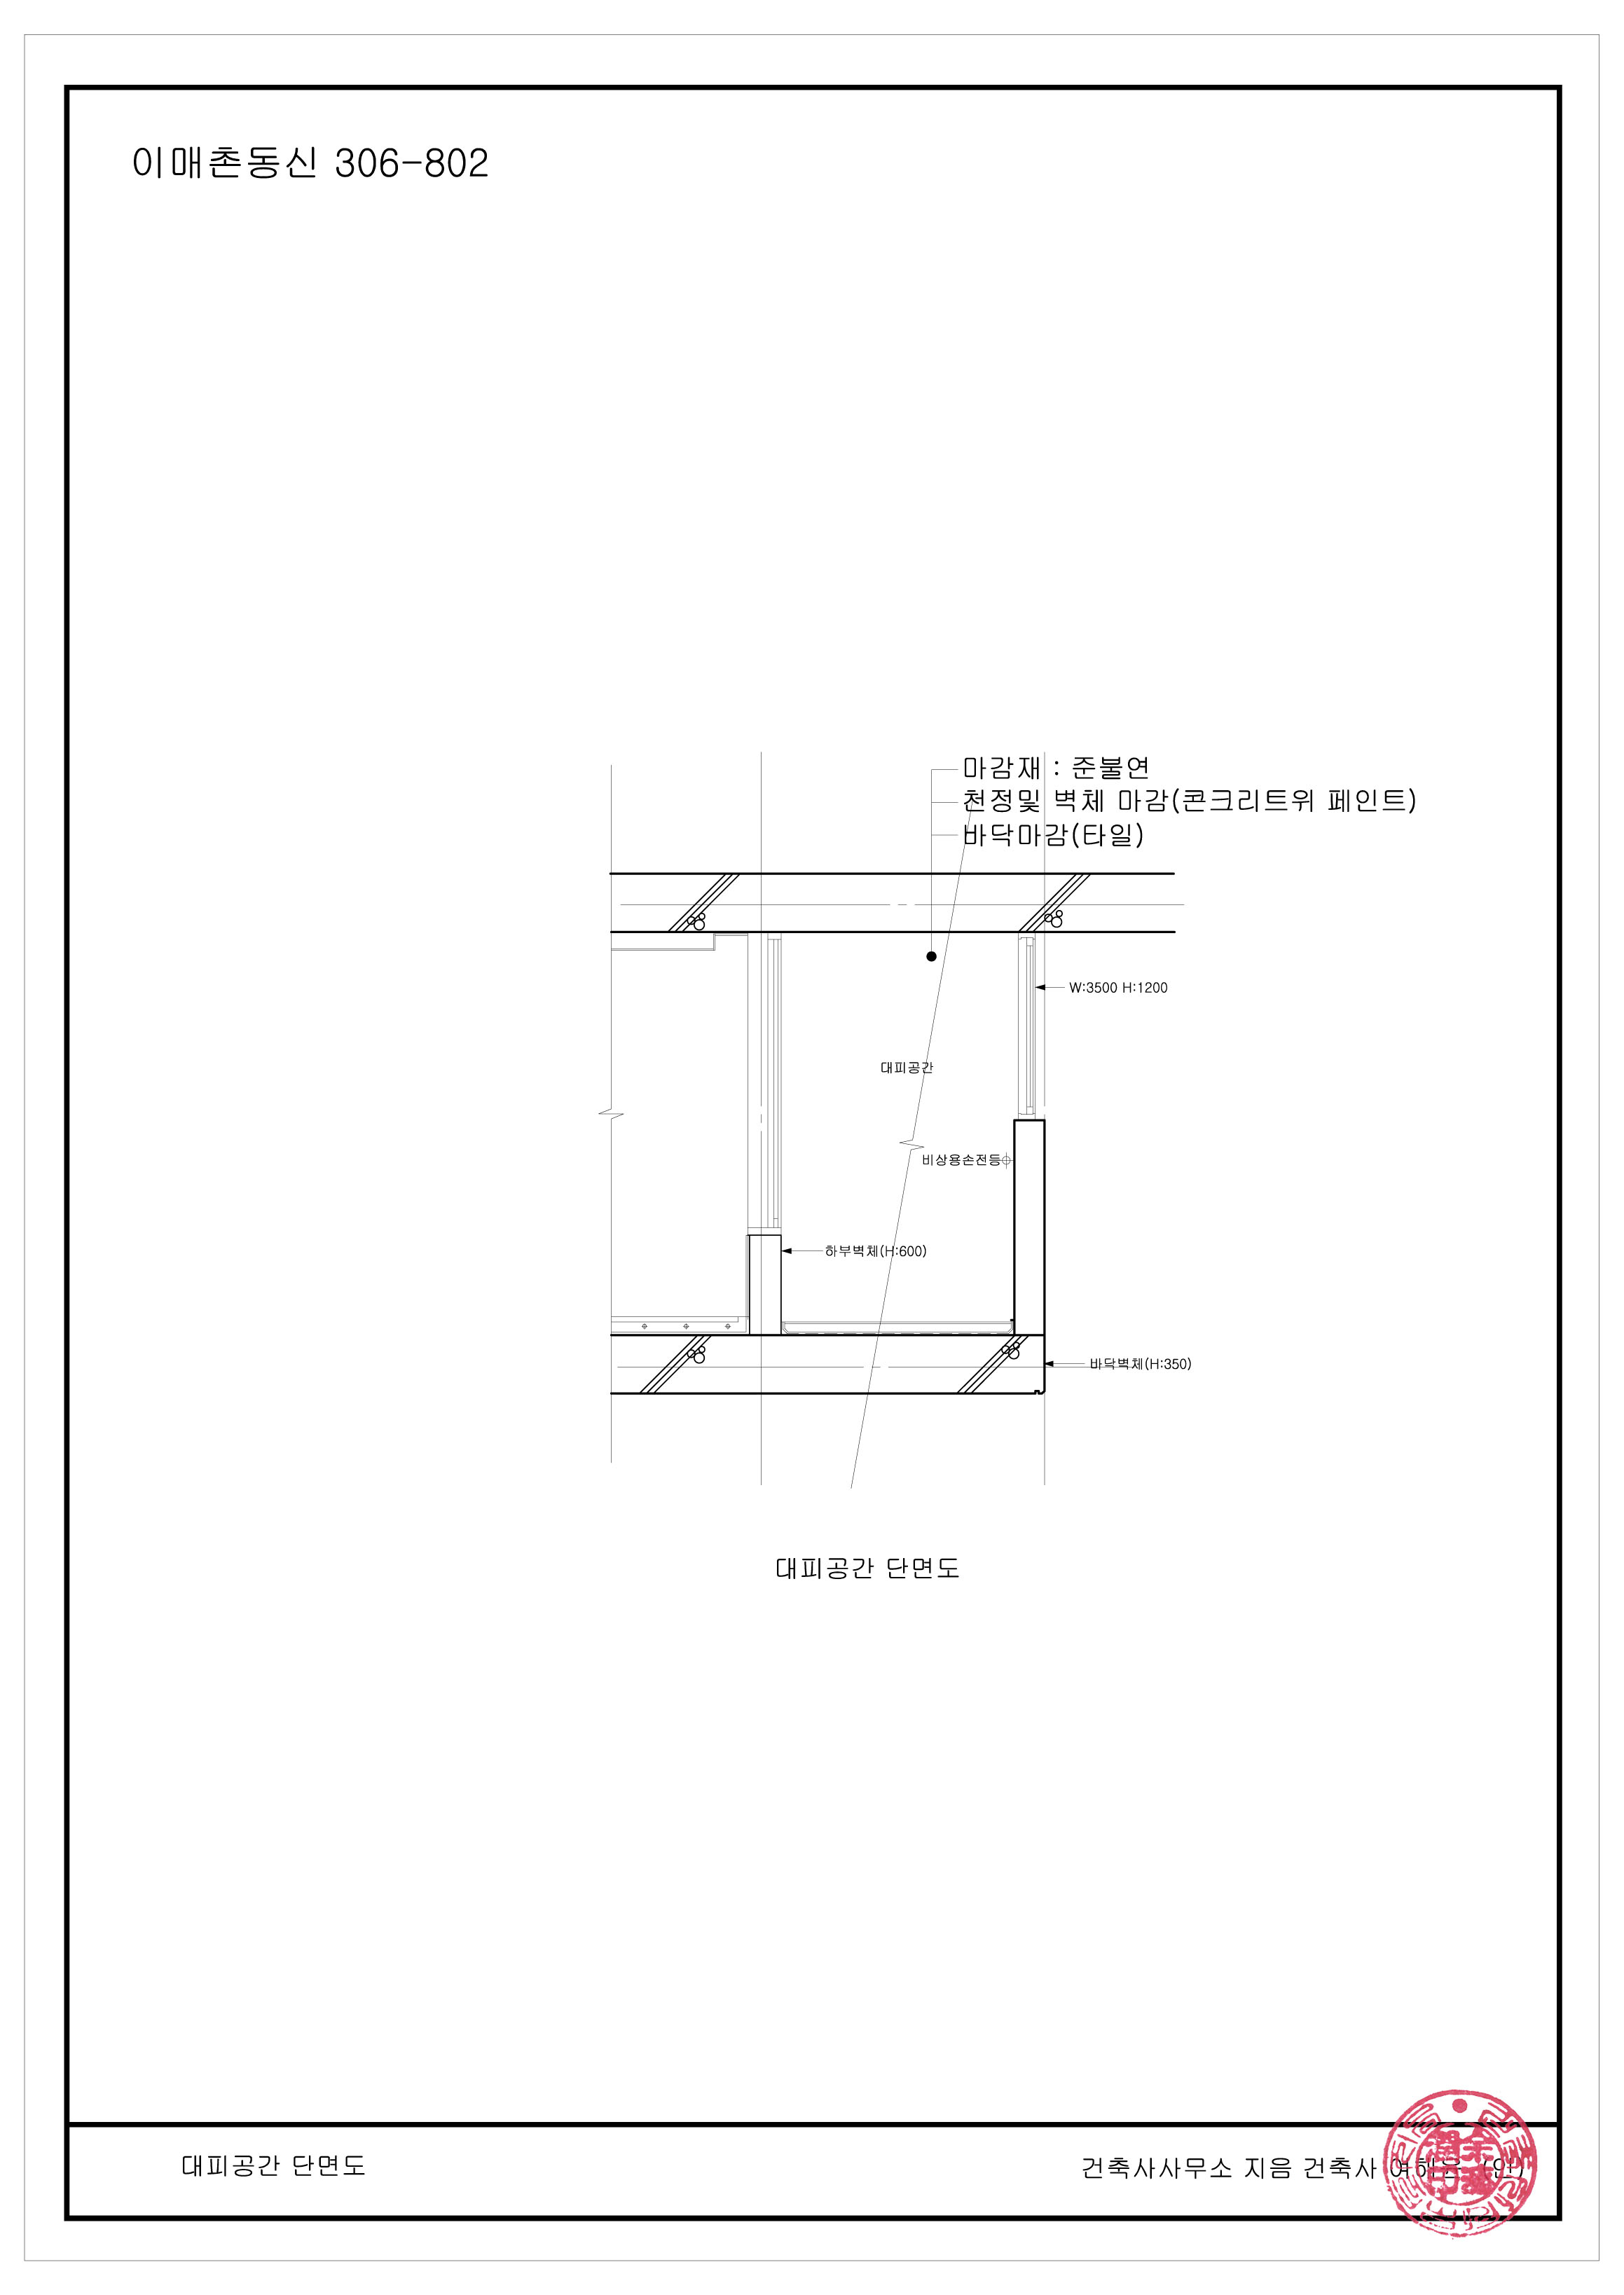 이매촌동신 306-802
마감재 : 준불연
천정및 벽체 마감(콘크리트위 페인트)
바닥마감(타일)
W:3500 H:1200
대피공간
비상용손전등
하부벽체(H:600)
바닥벽체(H:350)
대피공간 단면도
대피공간 단면도
건축사사무소 지음 건축사 (인)